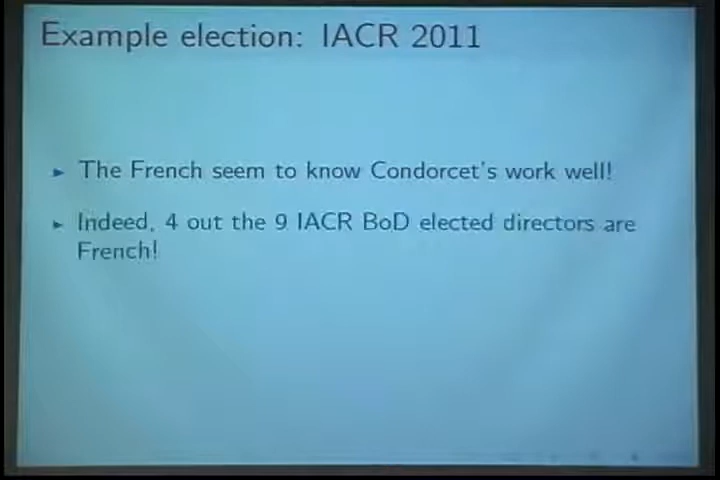 Example election: IACR 2011
▸ The French seem to know Condorcet's work well!
▸ Indeed, 4 out the 9 IACR BoD elected directors are
French!